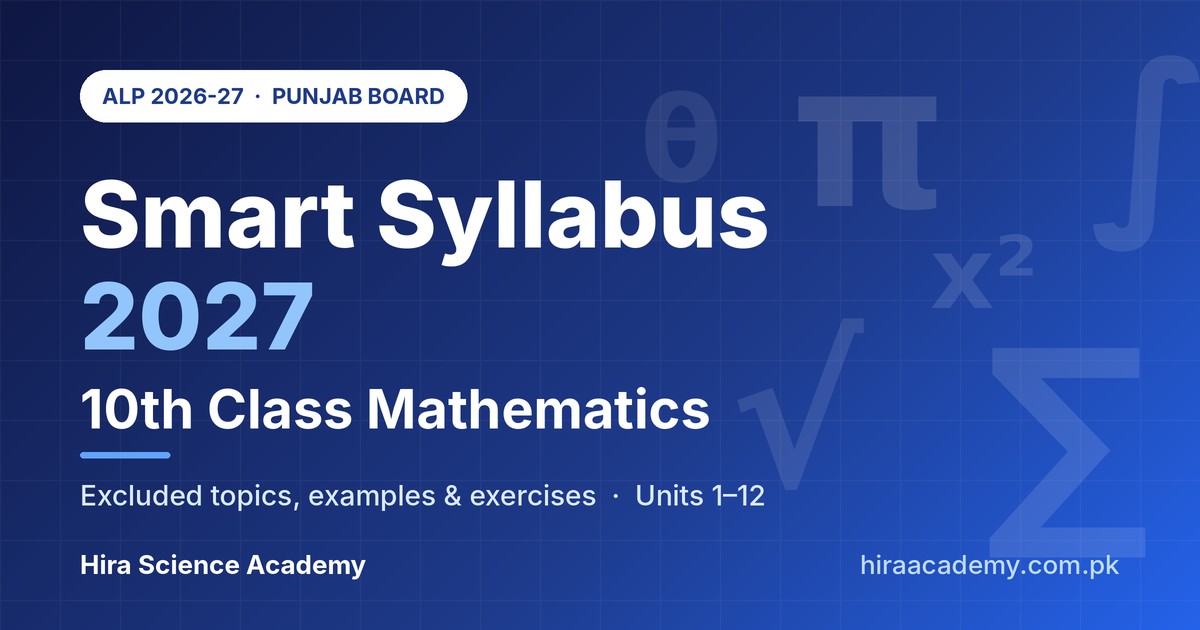 ALP 2026-27 · PUNJAB BOARD
θ π ∫
Smart Syllabus
x²
2027
√ Σ
10th Class Mathematics
Excluded topics, examples & exercises · Units 1–12
Hira Science Academy
hiraacademy.com.pk